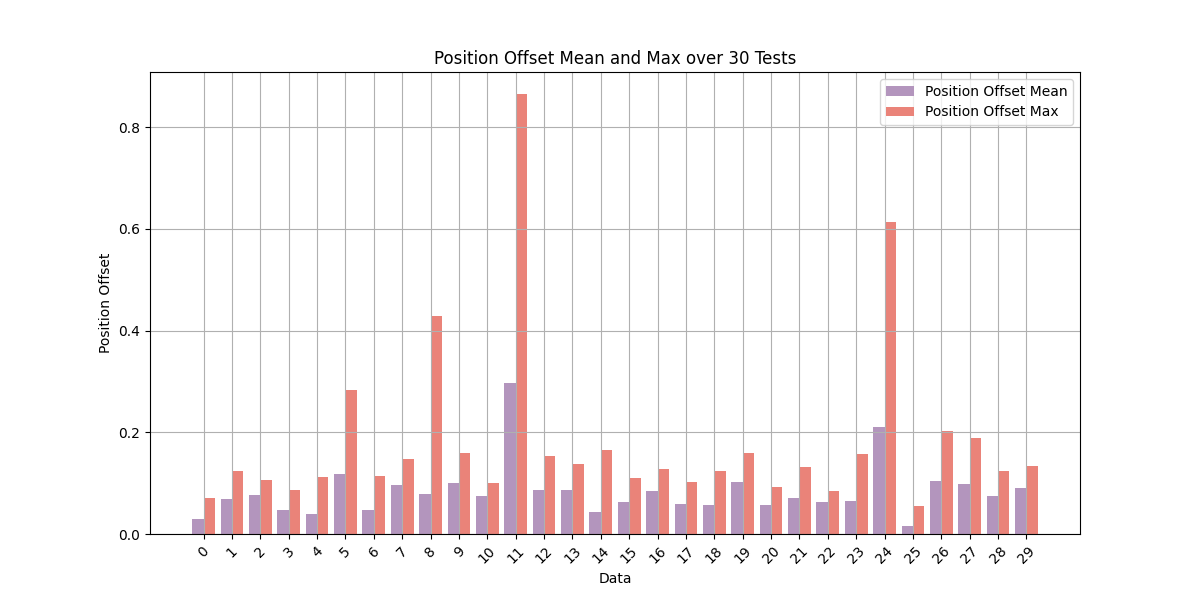 Position Offset Mean and Max over 30 Tests
Position Offset Mean
Position Offset Max
0.8
0.6
0.4
0.2
0.0
Position Offset
0 1 2 3 4 5 6 7 8 9 10 11 12 13 14 15 16 17 18 19 20 21 22 23 24 25 26 27 28 29
Data